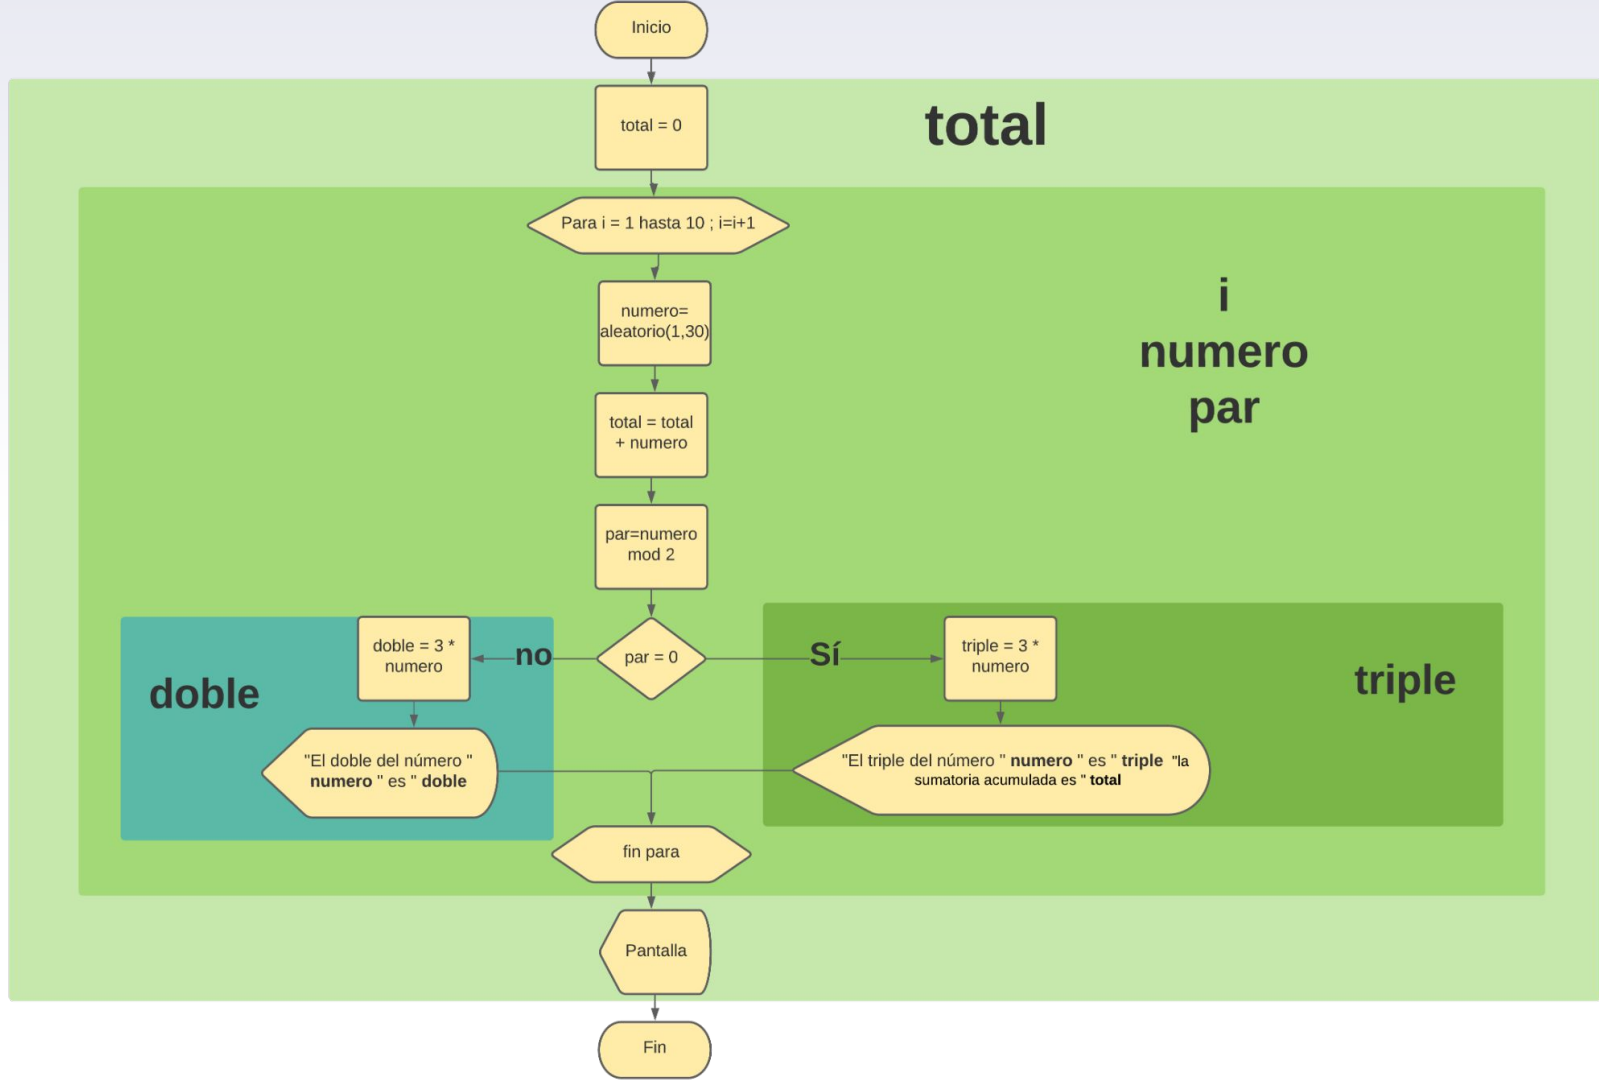 Inicio
total = 0
total
Para i = 1 hasta 10 ; i=i+1
i
numero
par
numero=
aleatorio(1,30)
total = total
+ numero
par=numero
mod 2
par = 0
no
Sí
doble = 3 *
numero
doble
"El doble del número "
numero " es " doble
triple = 3 *
numero
triple
"El triple del número " numero " es " triple "la
sumatoria acumulada es " total
fin para
Pantalla
Fin